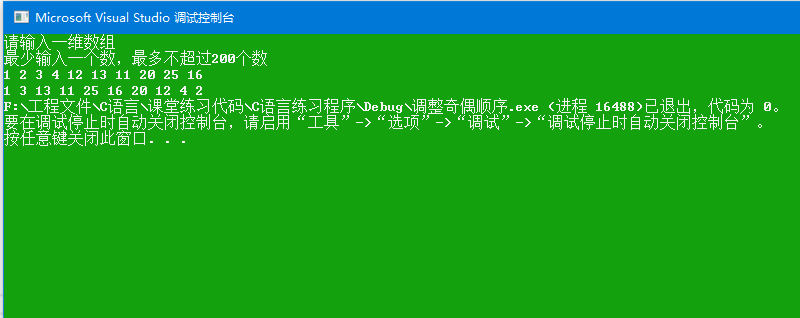 Microsoft Visual Studio 调试控制台
请输入一维数组
最少输入一个数，最多不超过200个数
1 2 3 4 12 13 11 20 25 16
1 3 13 11 25 16 20 12 4 2
F:\工程文件\C语言\课堂练习代码\C语言练习程序\Debug\调整奇偶顺序.exe (进程 16488)已退出，代码为 0。
要在调试停止时自动关闭控制台，请启用“工具”->“选项”->“调试”->“调试停止时自动关闭控制台”。
按任意键关闭此窗口. . .